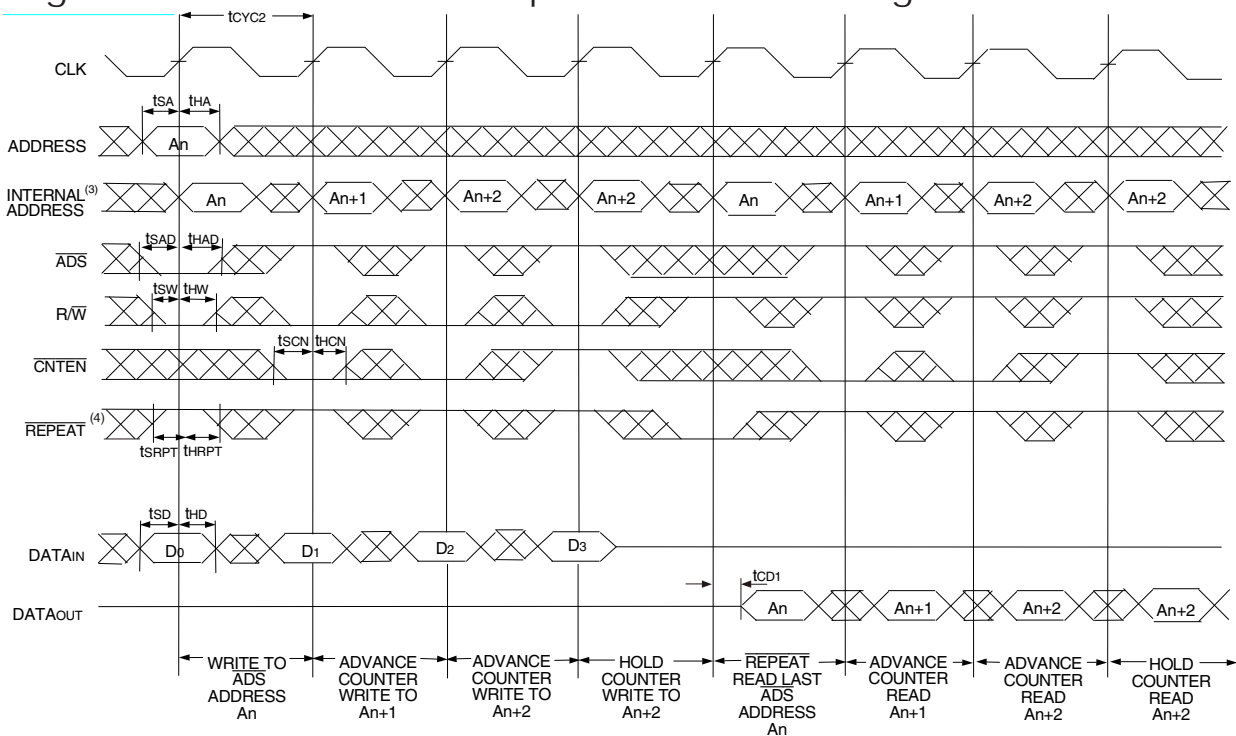 tCYC2
CLK
tSA tHA
ADDRESS An
INTERNAL(3)
ADDRESS
An An+1 An+2 An+2 An An+1 An+2 An+2
tSAD tHAD
ADS
tSW tHW
R/W
tSCN tHCN
CNTEN
REPEAT (4)
tSRPT tHRPT
tSD tHD
DATAIN D0 D1 D2 D3
tCD1
DATAOUT An An+1 An+2 An+2
WRITE TO
ADS
ADDRESS
An
ADVANCE
COUNTER
WRITE TO
An+1
ADVANCE
COUNTER
WRITE TO
An+2
HOLD
COUNTER
WRITE TO
An+2
REPEAT
READ LAST
ADS
ADDRESS
An
ADVANCE
COUNTER
READ
An+1
ADVANCE
COUNTER
READ
An+2
HOLD
COUNTER
READ
An+2